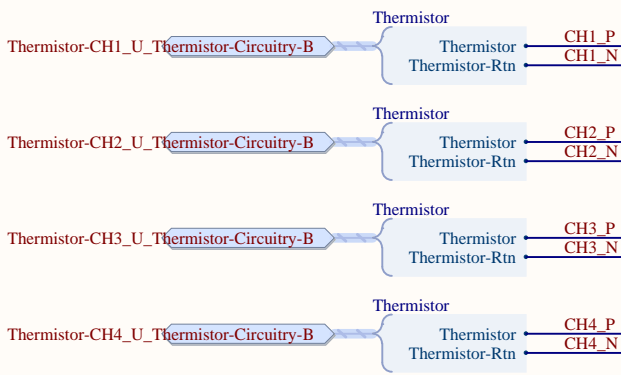 Thermistor
Thermistor-CH1_U_Thermistor-Circuitry-B
Thermistor CH1_P
Thermistor-Rtn CH1_N
Thermistor
Thermistor-CH2_U_Thermistor-Circuitry-B
Thermistor CH2_P
Thermistor-Rtn CH2_N
Thermistor
Thermistor-CH3_U_Thermistor-Circuitry-B
Thermistor CH3_P
Thermistor-Rtn CH3_N
Thermistor
Thermistor-CH4_U_Thermistor-Circuitry-B
Thermistor CH4_P
Thermistor-Rtn CH4_N